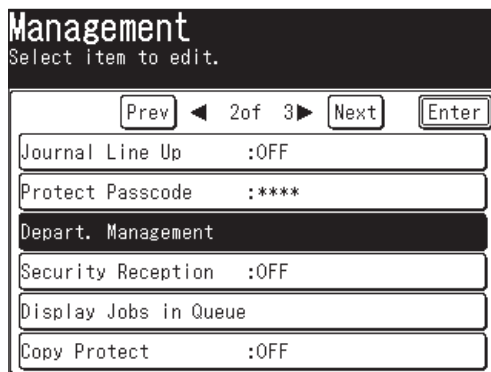 Management
Select item to edit.
Prev ◀ 2of 3▶ Next Enter
Journal Line Up :OFF
Protect Passcode :****
Depart. Management
Security Reception :OFF
Display Jobs in Queue
Copy Protect :OFF